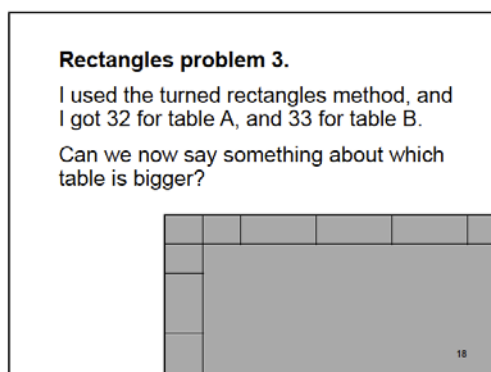 Rectangles problem 3.
I used the turned rectangles method, and
I got 32 for table A, and 33 for table B.
Can we now say something about which
table is bigger?
18